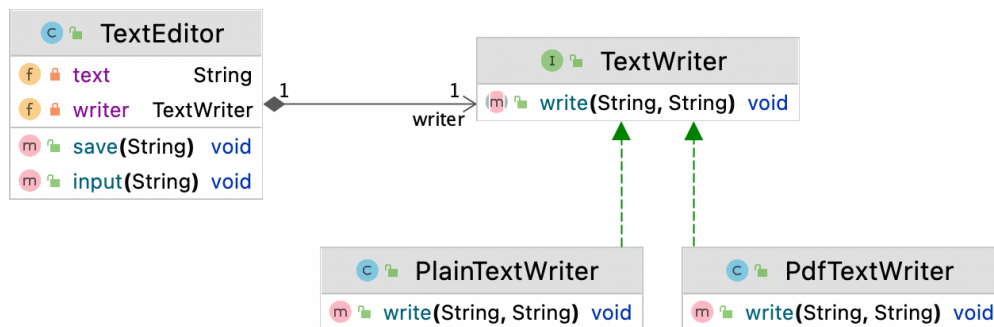 C TextEditor
f text String
f writer TextWriter
m save(String) void
m input(String) void
1 1
writer
I TextWriter
m write(String, String) void
C PlainTextWriter
m write(String, String) void
C PdfTextWriter
m write(String, String) void